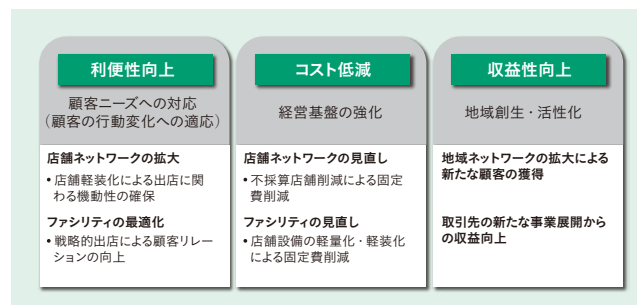 利便性向上
顧客ニーズへの対応
（顧客の行動変化への適応）
店舗ネットワークの拡大
•店舗軽装化による出店に関
わる機動性の確保
ファシリティの最適化
•戦略的出店による顧客リレー
ションの向上
コスト低減
経営基盤の強化
店舗ネットワークの見直し
•不採算店舗削減による固定
費削減
ファシリティの見直し
•店舗設備の軽量化・軽装化
による固定費削減
収益性向上
地域創生・活性化
地域ネットワークの拡大による
新たな顧客の獲得
取引先の新たな事業展開から
の収益向上